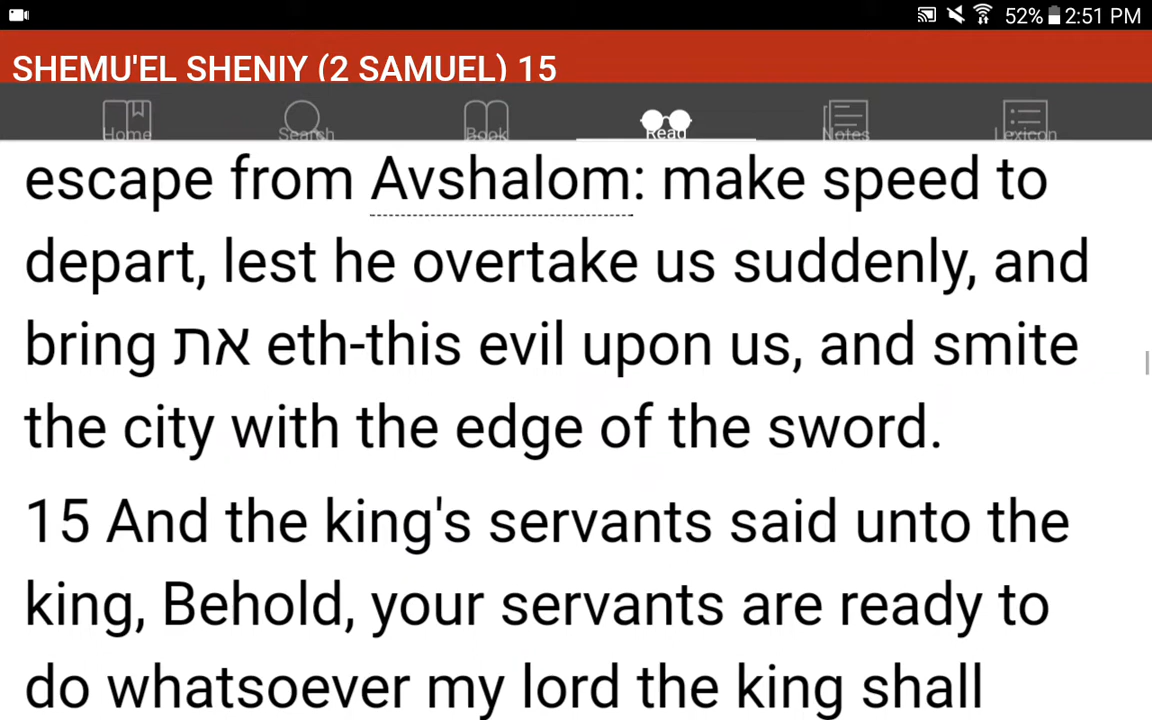 52% 2:51 PM
SHEMU'EL SHENIY (2 SAMUEL) 15
Home Search Book Read Notes Lexicon
escape from Avshalom: make speed to
depart, lest he overtake us suddenly, and
bring את eth-this evil upon us, and smite
the city with the edge of the sword.
15 And the king's servants said unto the
king, Behold, your servants are ready to
do whatsoever my lord the king shall